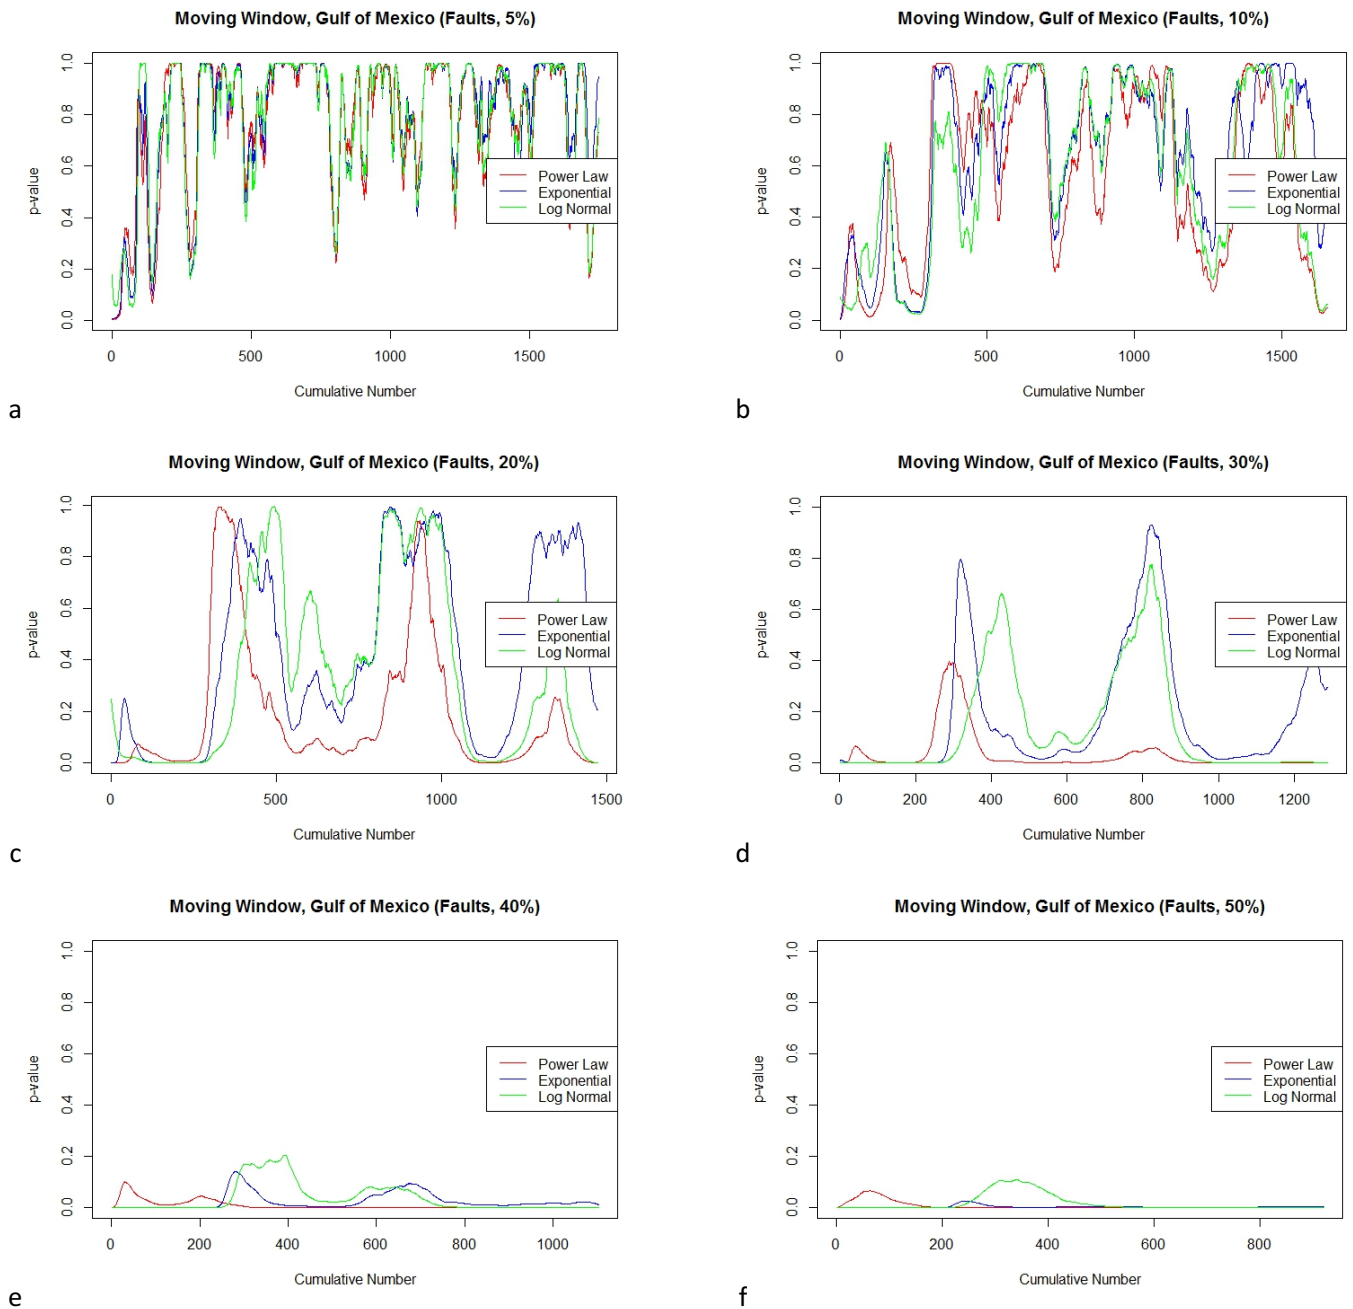 Moving Window, Gulf of Mexico (Faults, 5%)
p-value
0.0 0.2 0.4 0.6 0.8 1.0
Power Law
Exponential
Log Normal
0 500 1000 1500
Cumulative Number
a
Moving Window, Gulf of Mexico (Faults, 10%)
p-value
0.0 0.2 0.4 0.6 0.8 1.0
Power Law
Exponential
Log Normal
0 500 1000 1500
Cumulative Number
b
Moving Window, Gulf of Mexico (Faults, 20%)
p-value
0.0 0.2 0.4 0.6 0.8 1.0
Power Law
Exponential
Log Normal
0 500 1000 1500
Cumulative Number
c
Moving Window, Gulf of Mexico (Faults, 30%)
p-value
0.0 0.2 0.4 0.6 0.8 1.0
Power Law
Exponential
Log Normal
0 200 400 600 800 1000 1200
Cumulative Number
d
Moving Window, Gulf of Mexico (Faults, 40%)
p-value
0.0 0.2 0.4 0.6 0.8 1.0
Power Law
Exponential
Log Normal
0 200 400 600 800 1000
Cumulative Number
e
Moving Window, Gulf of Mexico (Faults, 50%)
p-value
0.0 0.2 0.4 0.6 0.8 1.0
Power Law
Exponential
Log Normal
0 200 400 600 800
Cumulative Number
f